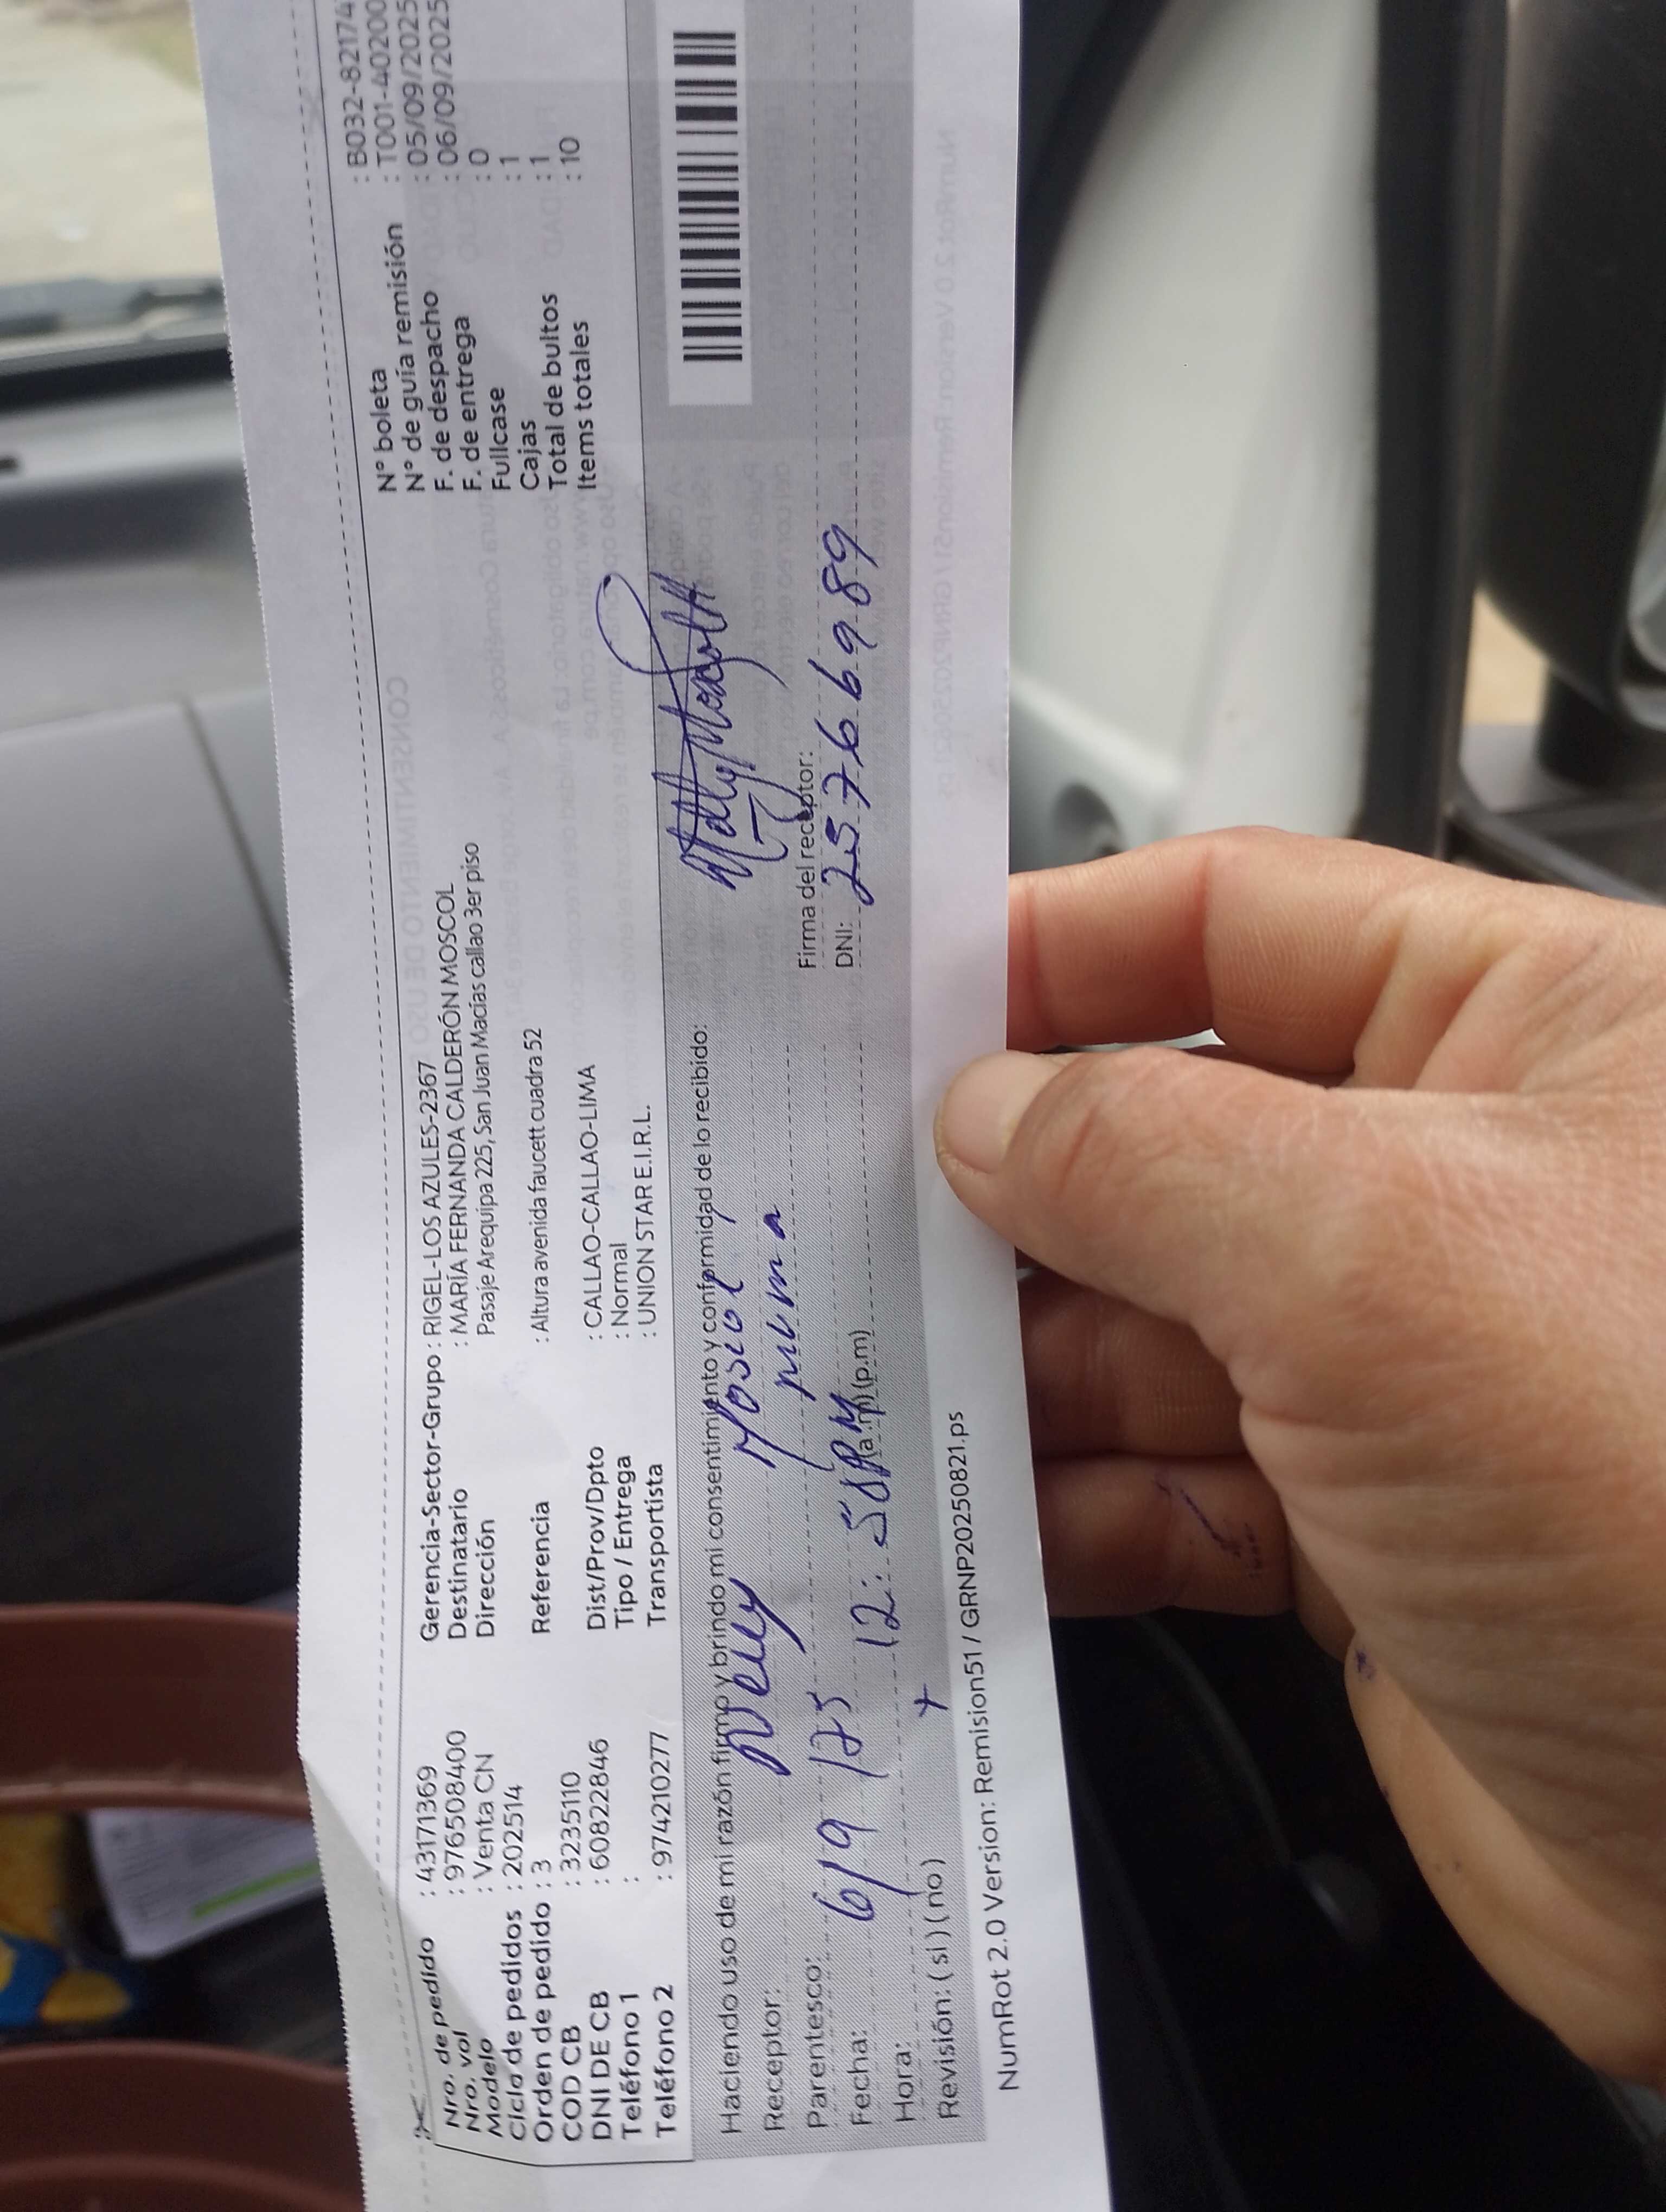 Nro. de pedido : 43171369
Nro. vol : 976508400
Modelo : Venta CN
Ciclo de pedidos : 202514
Orden de pedido : 3
COD CB : 3235110
DNI DE CB : 608222846
Teléfono 1 :
Teléfono 2 : 974210277
Gerencia-Sector-Grupo : RIGEL-LOS AZULES-2367
Destinatario : MARÍA FERNANDA CALDERÓN MOSCOL
Dirección Pasaje Arequipa 225, San Juan Macías callao 3er piso
Referencia : Altura avenida faucett cuadra 52
Dist/Prov/Dpto : CALLAO-CALLAO-LIMA
Tipo / Entrega : Normal
Transportista : UNION STAR E.I.R.L.
N° boleta : B032-82174
N° de guía remisión : T001-40200
F. de despacho : 05/09/2025
F. de entrega : 06/09/2025
Fullcase : 0
Cajas : 1
Total de bultos : 1
Items totales : 10
Haciendo uso de mi razón firmo y brindo mi consentimiento y conformidad de lo recibido:
Receptor: Nelly Moscol
Parentesco:
Fecha: 6/9/25
Hora: 12:58PM (a.m) (p.m)
Revisión: (si) (no)
Firma del receptor:
DNI: 25766989
NumRot 2.0 Version: Remision51 / GRNP20250821.ps